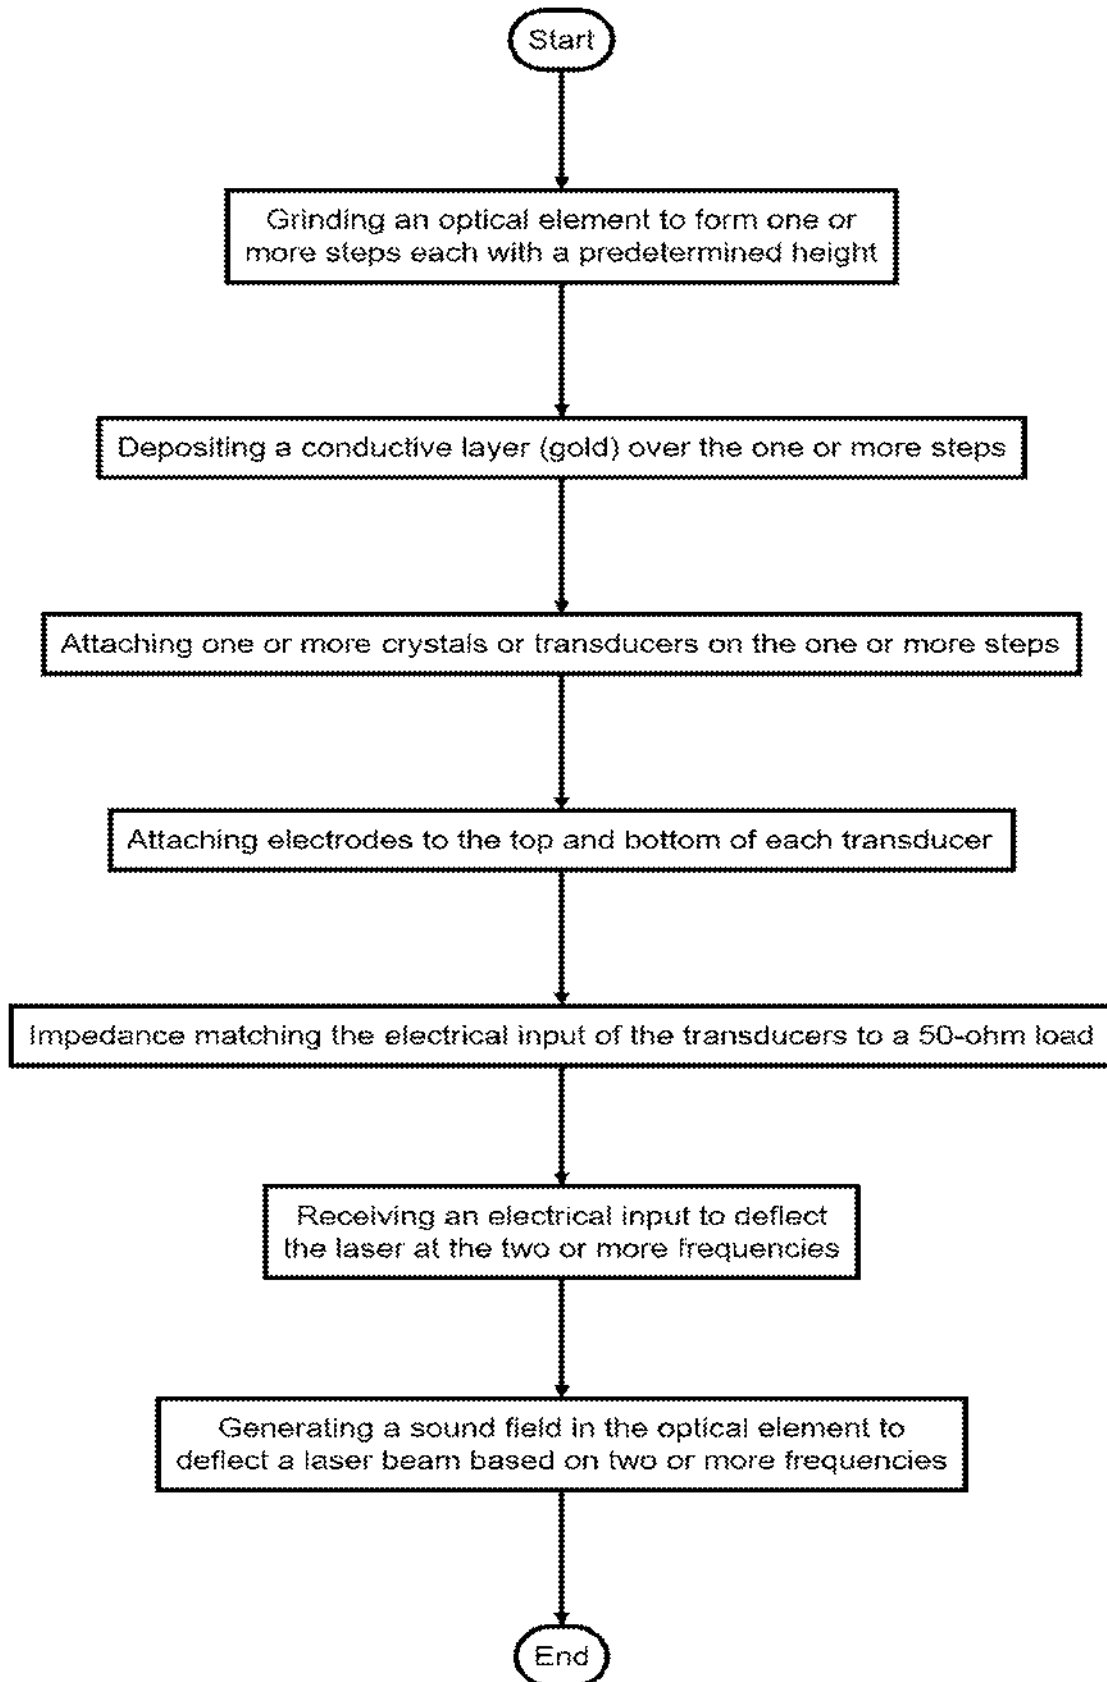 Start
Grinding an optical element to form one or
more steps each with a predetermined height
Depositing a conductive layer (gold) over the one or more steps
Attaching one or more crystals or transducers on the one or more steps
Attaching electrodes to the top and bottom of each transducer
Impedance matching the electrical input of the transducers to a 50-ohm load
Receiving an electrical input to deflect
the laser at the two or more frequencies
Generating a sound field in the optical element to
deflect a laser beam based on two or more frequencies
End